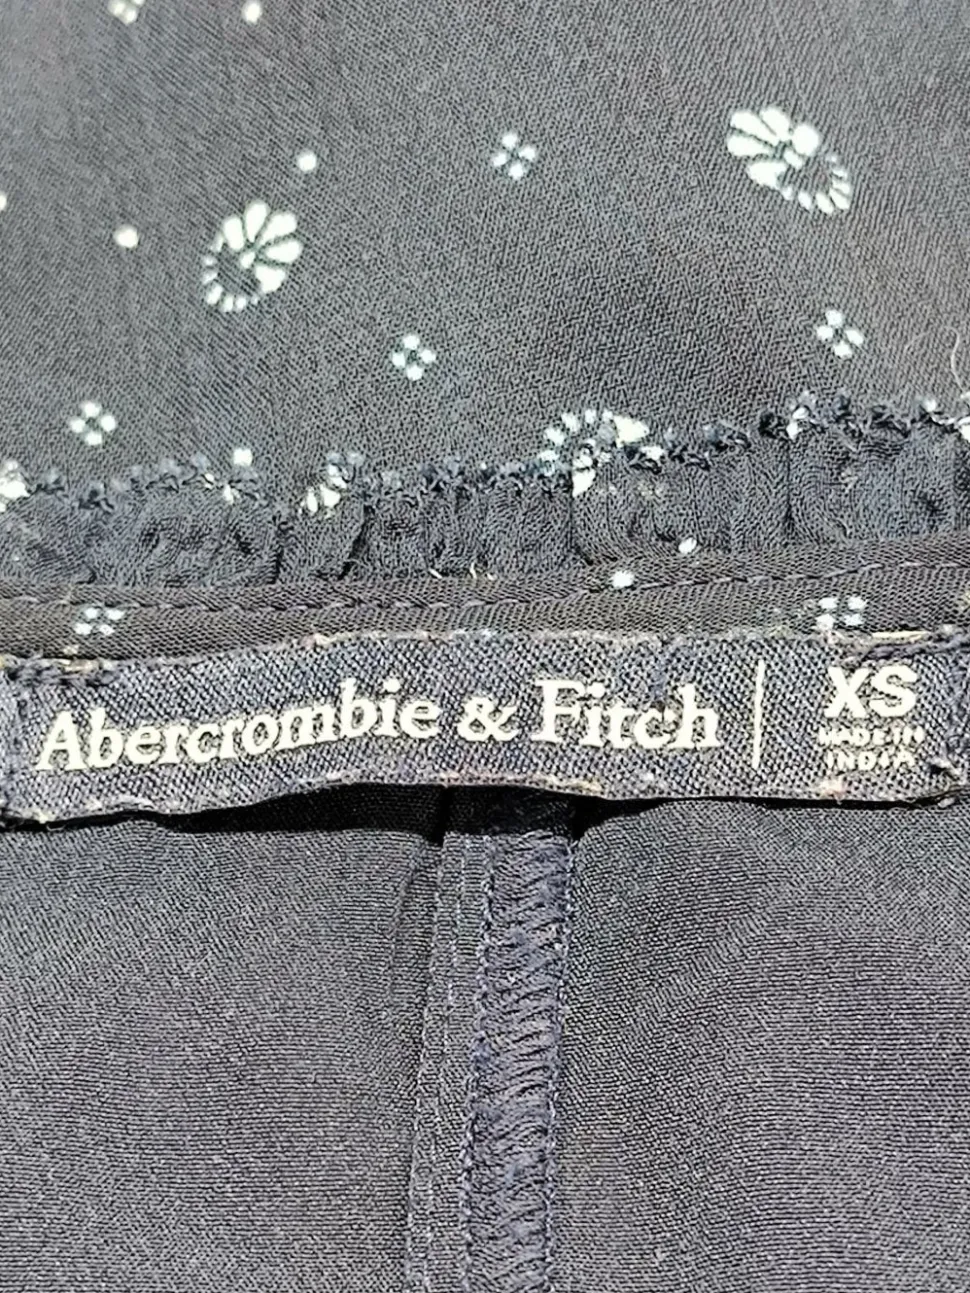 Abercrombie & Fitch | XS
MADE IN
INDIA